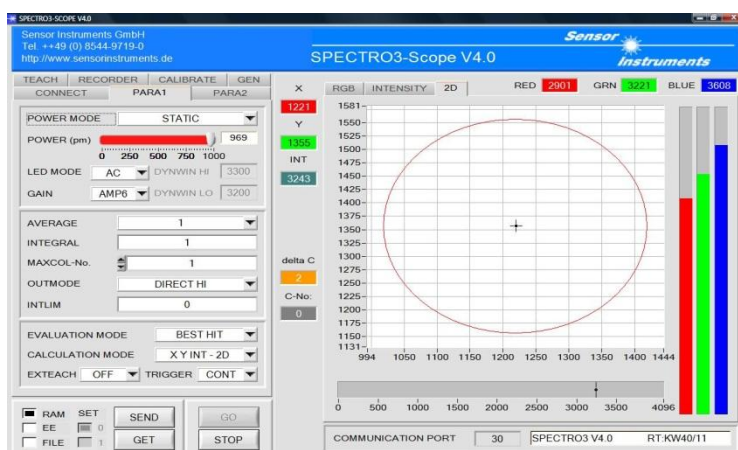 SPECTRO3-SCOPE V4.0
Sensor Instruments GmbH
Tel. ++49 (0) 8544-9719-0
http://www.sensorinstruments.de
SPECTRO3-Scope V4.0
Sensor Instruments
TEACH RECORDER CALIBRATE GEN
CONNECT PARA1 PARA2
POWER MODE STATIC
POWER (pm) 969
0 250 500 750 1000
LED MODE AC DYNWIN HI 3300
GAIN AMP6 DYNWIN LO 3200
AVERAGE 1
INTEGRAL 1
MAXCOL-No. 1
OUTMODE DIRECT HI
INTLIM 0
EVALUATION MODE BEST HIT
CALCULATION MODE X Y INT - 2D
EXTEACH OFF TRIGGER CONT
RAM SET SEND GO
EE 0
FILE 1 GET STOP
X
1221
Y
1355
INT
3243
delta C
2
C-No:
0
RGB INTENSITY 2D RED 2901 GRN 3221 BLUE 3608
1581
1550
1525
1500
1475
1450
1425
1400
1375
1350
1325
1300
1275
1250
1225
1200
1175
1150
1131
994 1050 1100 1150 1200 1250 1300 1350 1400 1444
0 500 1000 1500 2000 2500 3000 3500 4096
COMMUNICATION PORT 30 SPECTRO3 V4.0 RT:KW40/11